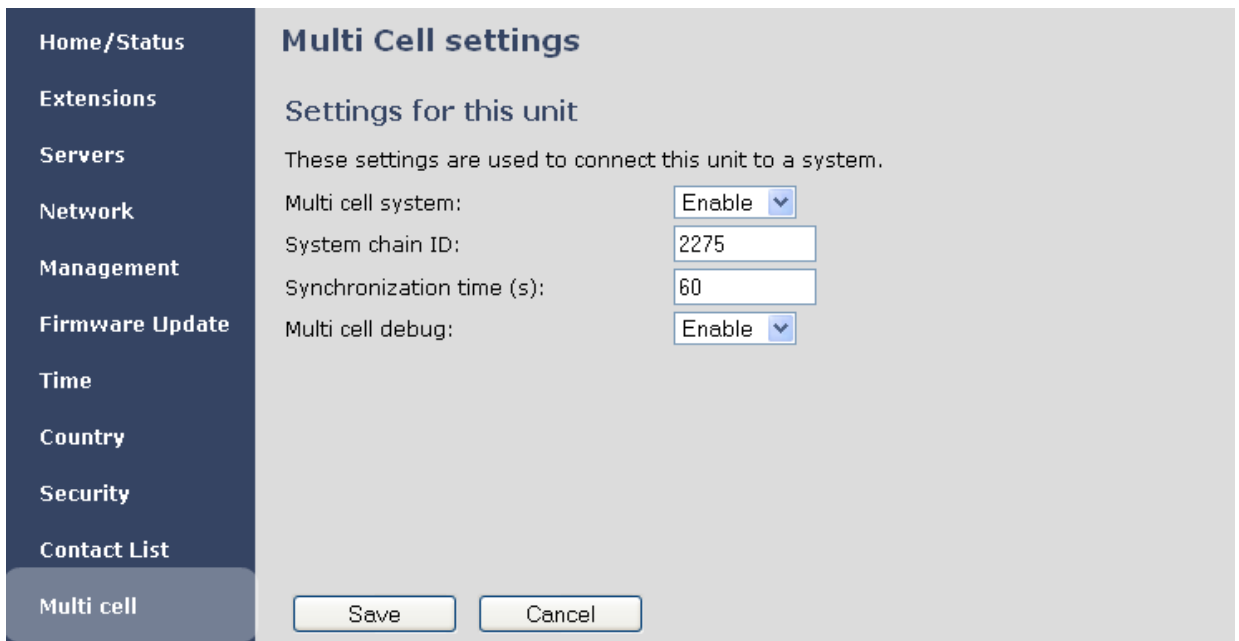 Home/Status
Extensions
Servers
Network
Management
Firmware Update
Time
Country
Security
Contact List
Multi cell
Multi Cell settings
Settings for this unit
These settings are used to connect this unit to a system.
Multi cell system: Enable
System chain ID: 2275
Synchronization time (s): 60
Multi cell debug: Enable
Save Cancel